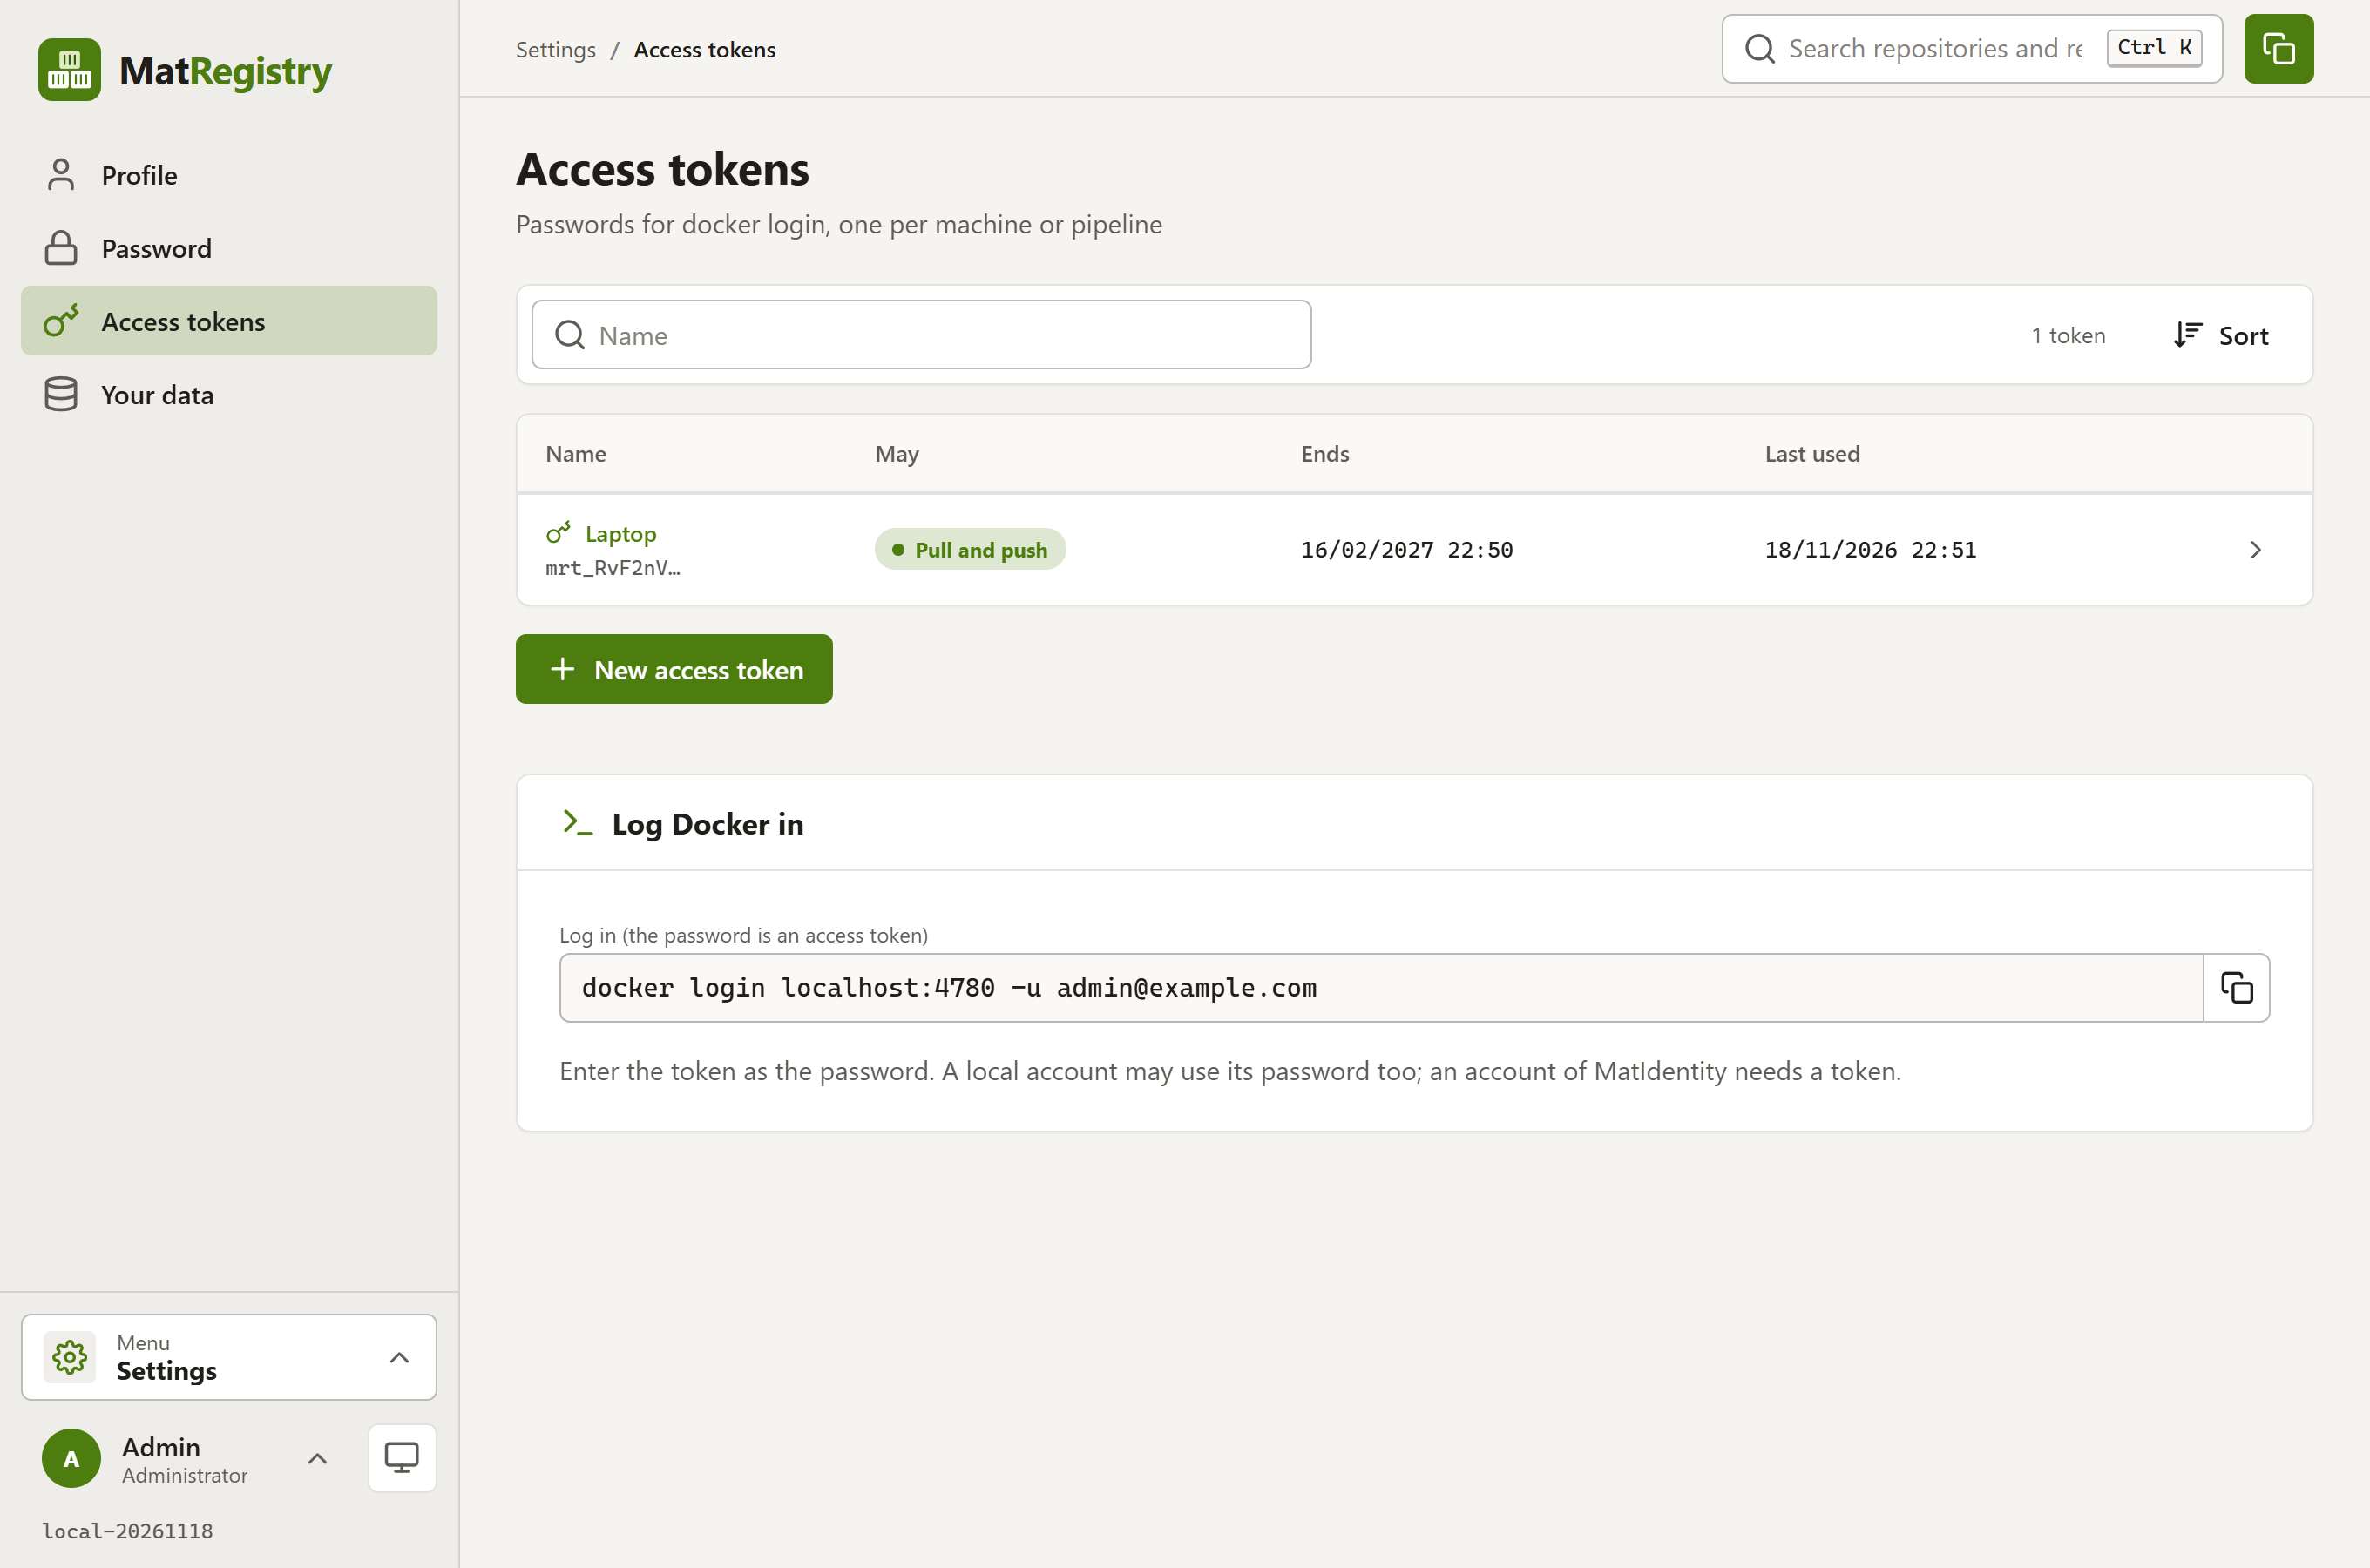 MatRegistry
Profile
Password
Access tokens
Your data
Menu
Settings
A
Admin
Administrator
local-20261118
Settings / Access tokens
Search repositories and re
Ctrl K
Access tokens
Passwords for docker login, one per machine or pipeline
Name
1 token
Sort
Name May Ends Last used
Laptop
mrt_RvF2nV…
Pull and push
16/02/2027 22:50
18/11/2026 22:51
New access token
Log Docker in
Log in (the password is an access token)
docker login localhost:4780 -u admin@example.com
Enter the token as the password. A local account may use its password too; an account of MatIdentity needs a token.